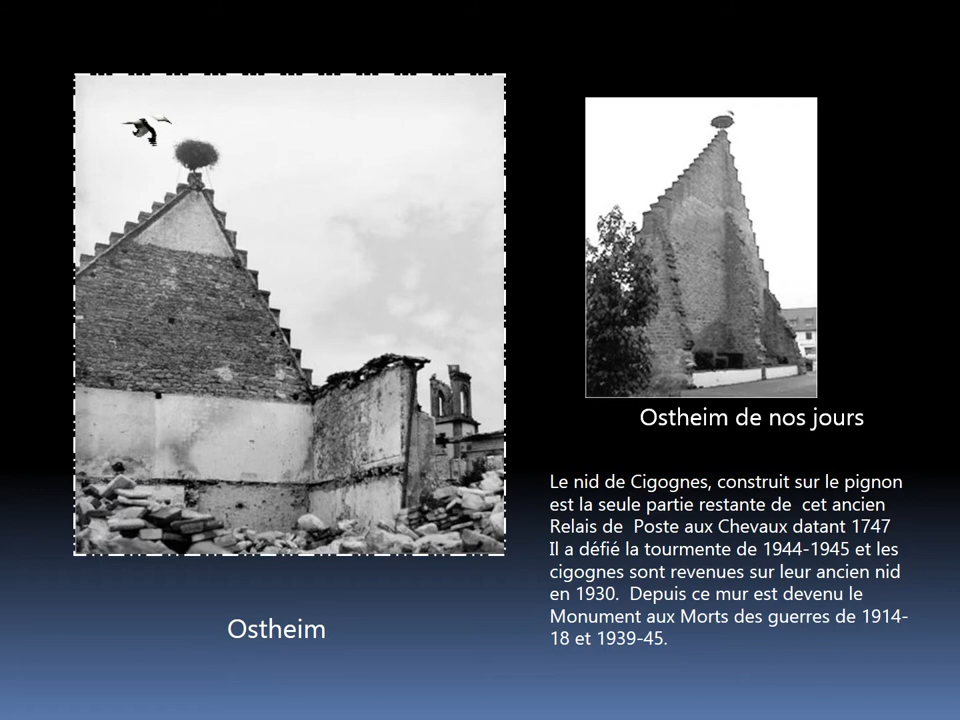 Ostheim de nos jours
Le nid de Cigognes, construit sur le pignon
est la seule partie restante de cet ancien
Relais de Poste aux Chevaux datant 1747
Il a défié la tourmente de 1944-1945 et les
cigognes sont revenues sur leur ancien nid
en 1930. Depuis ce mur est devenu le
Monument aux Morts des guerres de 1914-
18 et 1939-45.
Ostheim